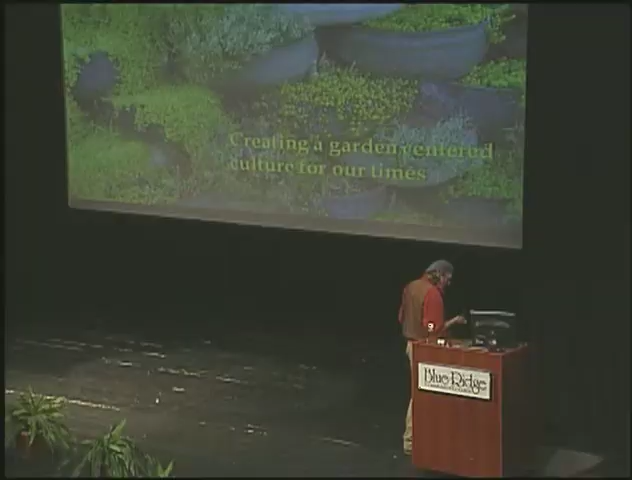 Creating a garden centered
culture for our times
Blue Ridge